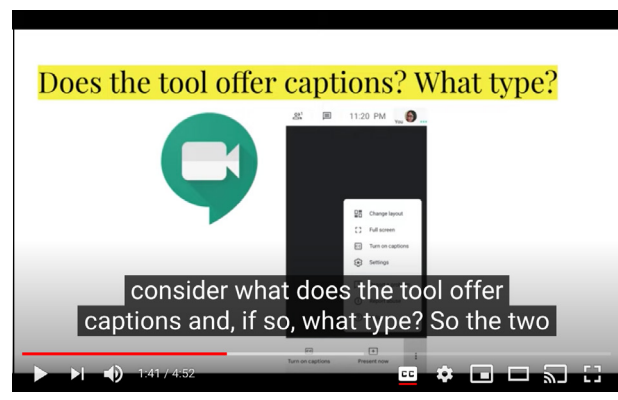 Does the tool offer captions? What type?
11:20 PM
You
Change layout
Full screen
Turn on captions
Settings
consider what does the tool offer
captions and, if so, what type? So the two
Turn on captions
Present now
1:41 / 4:52
CC